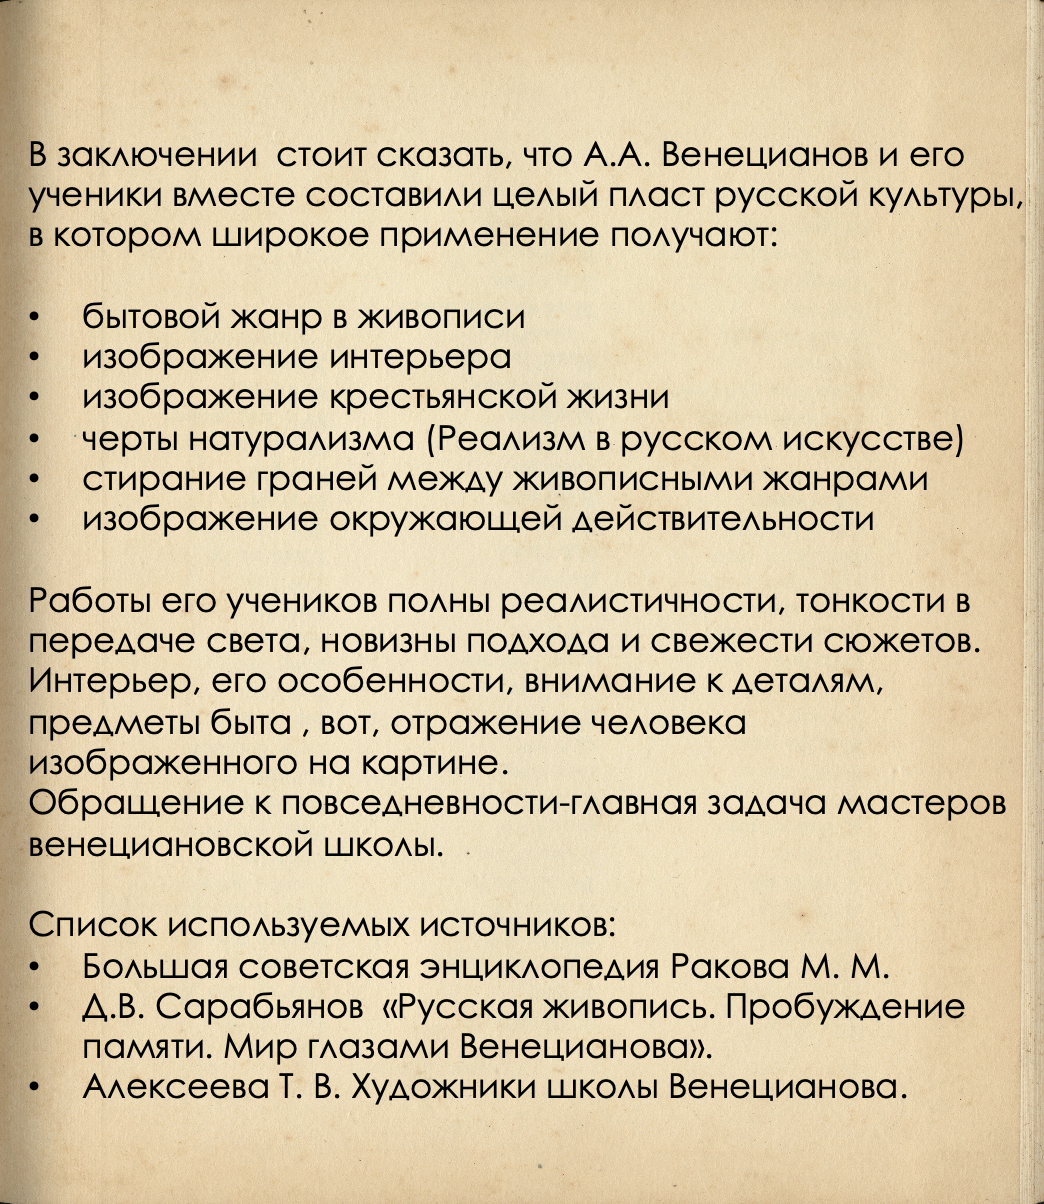 В заключении  стоит сказать, что А.А. Венецианов и его
ученики вместе составили целый пласт русской культуры,
в котором широкое применение получают:
• бытовой жанр в живописи
• изображение интерьера
• изображение крестьянской жизни
• черты натурализма (Реализм в русском искусстве)
• стирание граней между живописными жанрами
• изображение окружающей действительности
Работы его учеников полны реалистичности, тонкости в
передаче света, новизны подхода и свежести сюжетов.
Интерьер, его особенности, внимание к деталям,
предметы быта , вот, отражение человека
изображенного на картине.
Обращение к повседневности-главная задача мастеров
венециановской школы.
Список используемых источников:
• Большая советская энциклопедия Ракова М. М.
• Д.В. Сарабьянов  «Русская живопись. Пробуждение
памяти. Мир глазами Венецианова».
• Алексеева Т. В. Художники школы Венецианова.